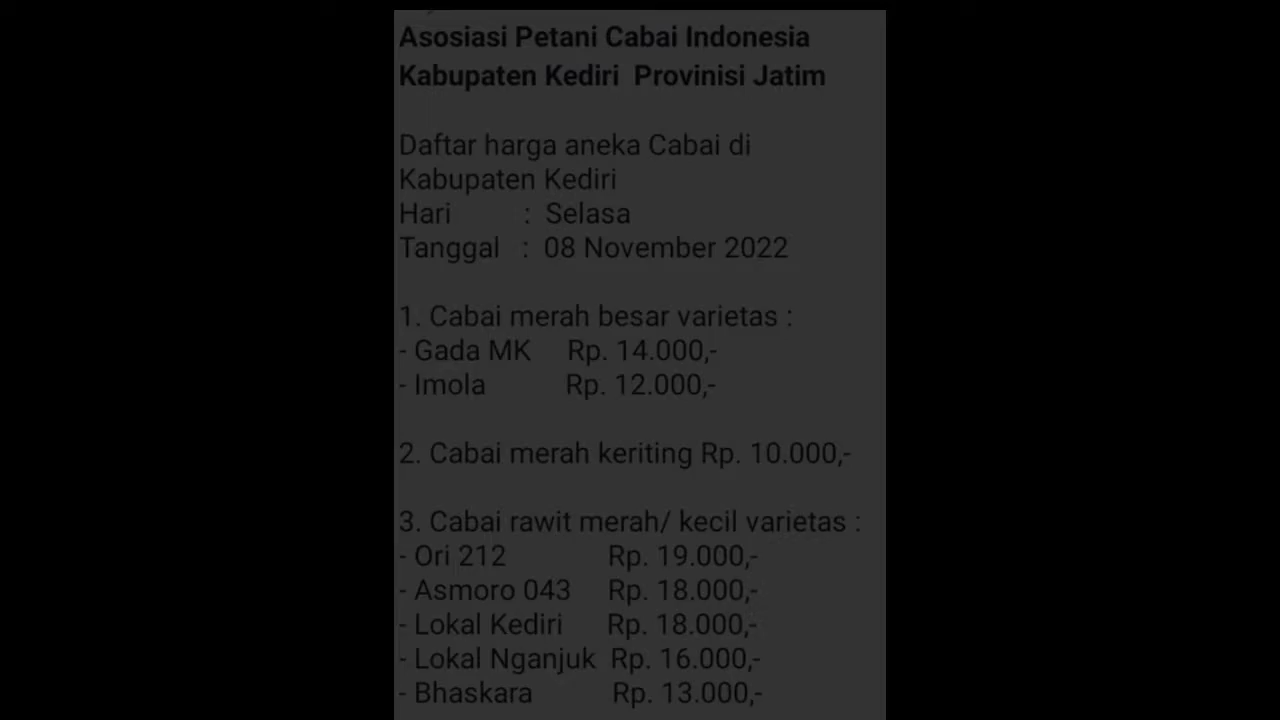 Asosiasi Petani Cabai Indonesia
Kabupaten Kediri Provinisi Jatim
Daftar harga aneka Cabai di
Kabupaten Kediri
Hari : Selasa
Tanggal : 08 November 2022
1. Cabai merah besar varietas :
- Gada MK Rp. 14.000,-
- Imola Rp. 12.000,-
2. Cabai merah keriting Rp. 10.000,-
3. Cabai rawit merah/ kecil varietas :
- Ori 212 Rp. 19.000,-
- Asmoro 043 Rp. 18.000,-
- Lokal Kediri Rp. 18.000,-
- Lokal Nganjuk Rp. 16.000,-
- Bhaskara Rp. 13.000,-